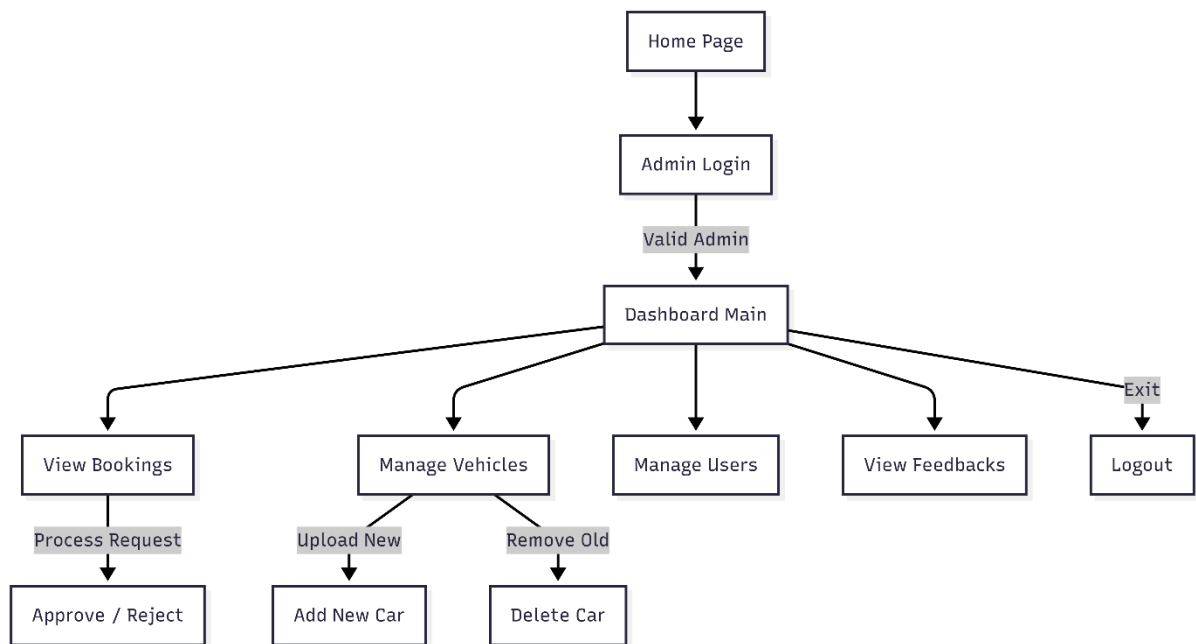 Home Page
Admin Login
Valid Admin
Dashboard Main
Exit
View Bookings
Manage Vehicles
Manage Users
View Feedbacks
Logout
Process Request
Upload New
Remove Old
Approve / Reject
Add New Car
Delete Car